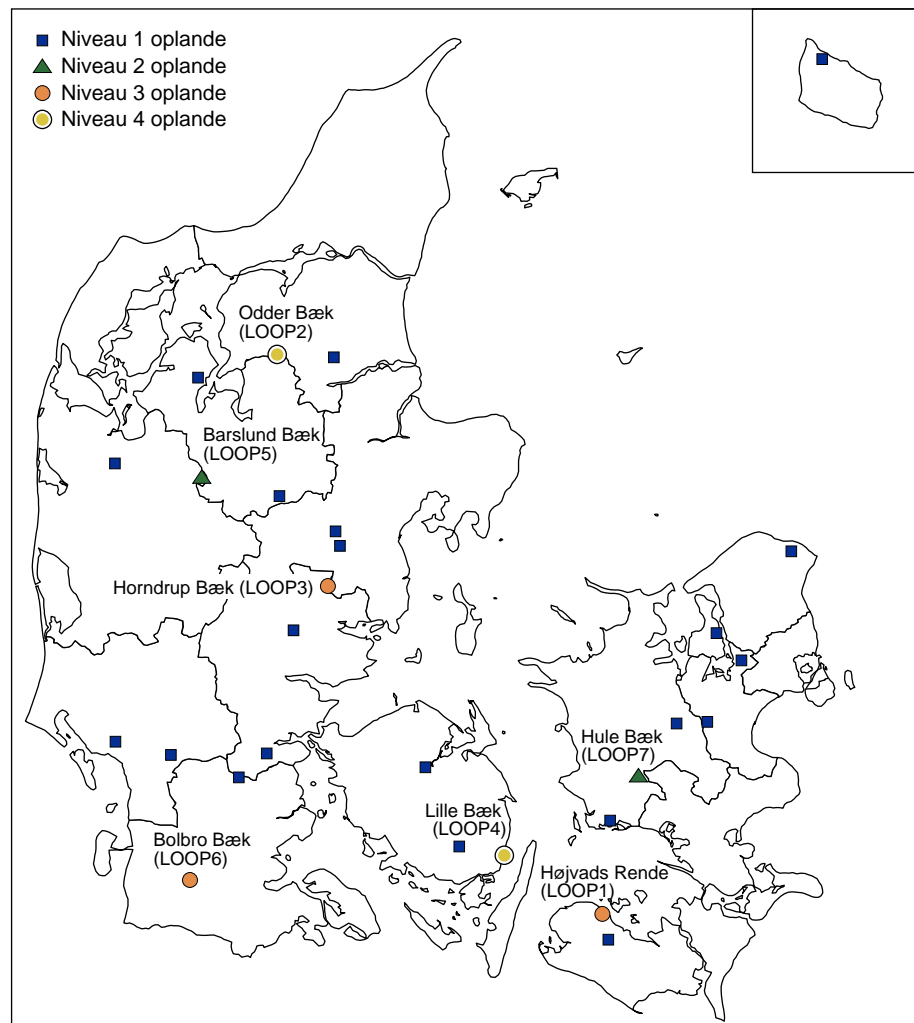 Niveau 1 oplande
Niveau 2 oplande
Niveau 3 oplande
Niveau 4 oplande
Odder Bæk
(LOOP2)
Barslund Bæk
(LOOP5)
Horndrup Bæk (LOOP3)
Hule Bæk
(LOOP7)
Lille Bæk
(LOOP4)
Bolbro Bæk
(LOOP6)
Højvads Rende
(LOOP1)